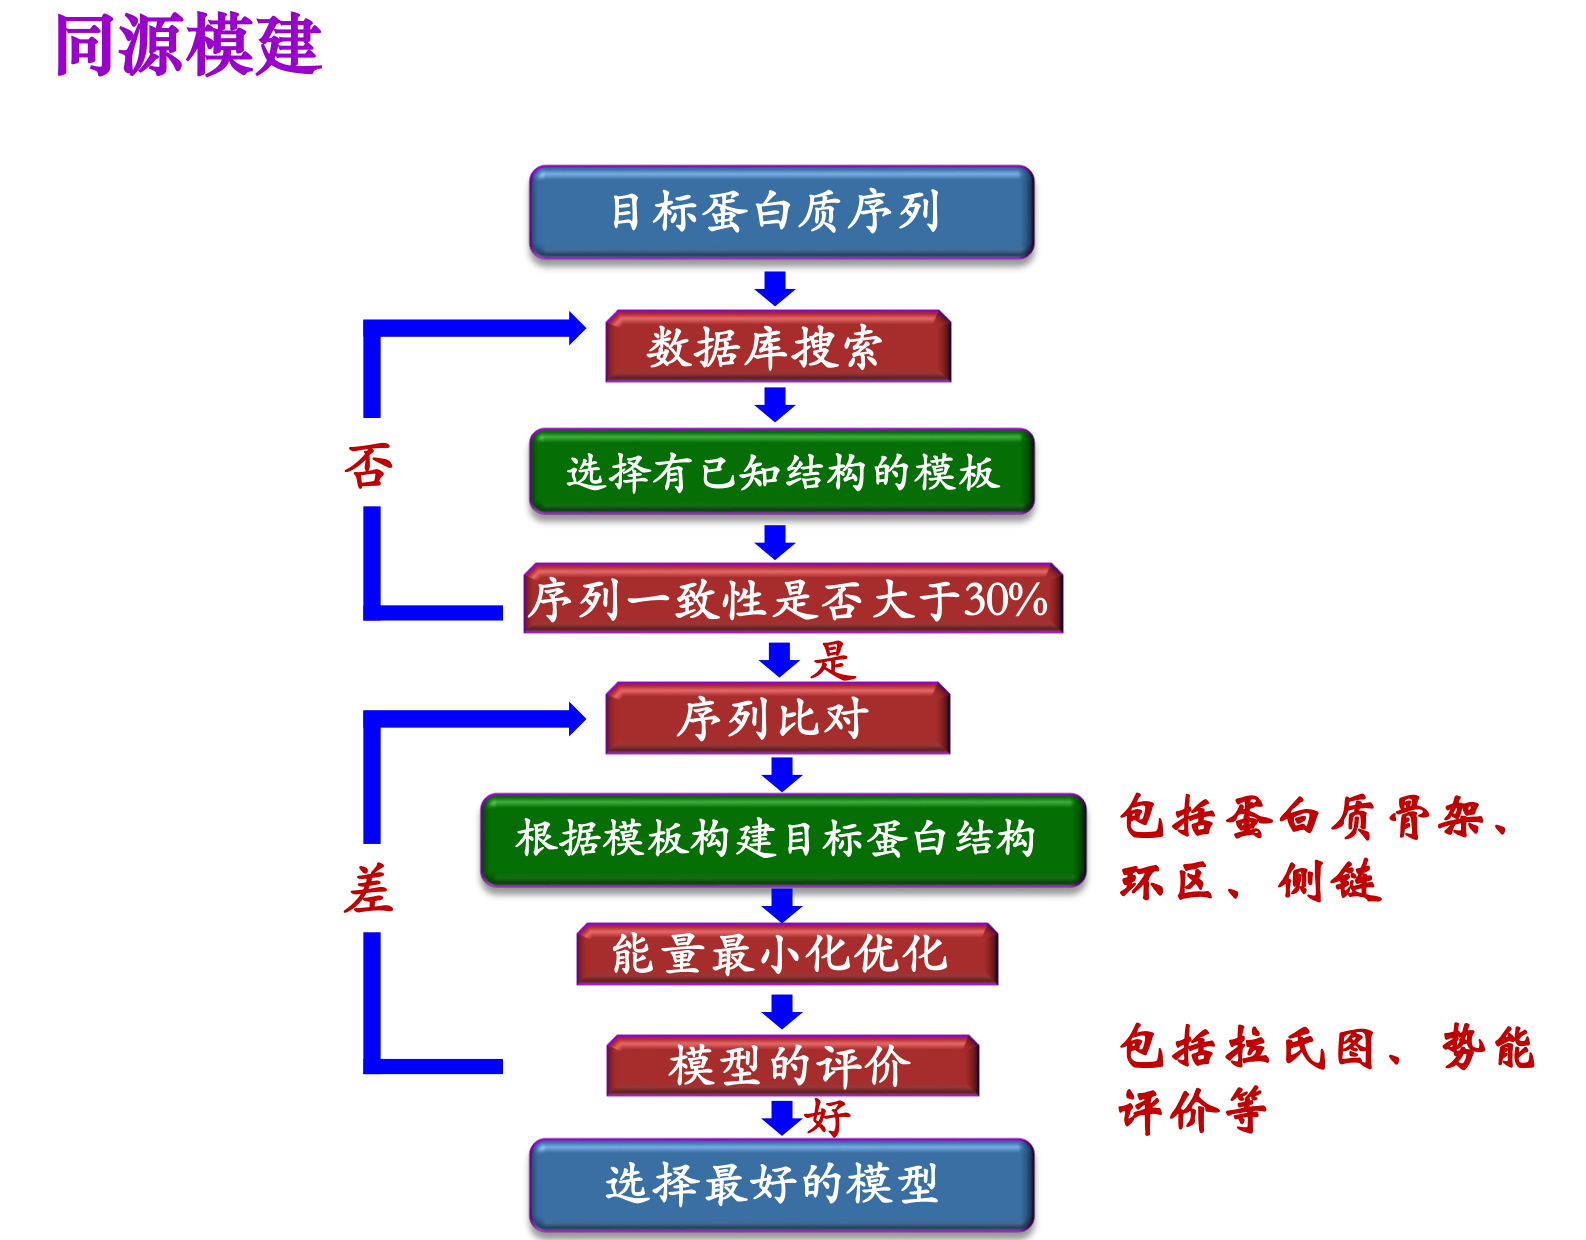 同源模建
目标蛋白质序列
数据库搜索
否
选择有已知结构的模板
序列一致性是否大于30%
是
序列比对
根据模板构建目标蛋白结构
包括蛋白质骨架、
环区、侧链
差
能量最小化优化
模型的评价
包括拉氏图、势能
评价等
好
选择最好的模型